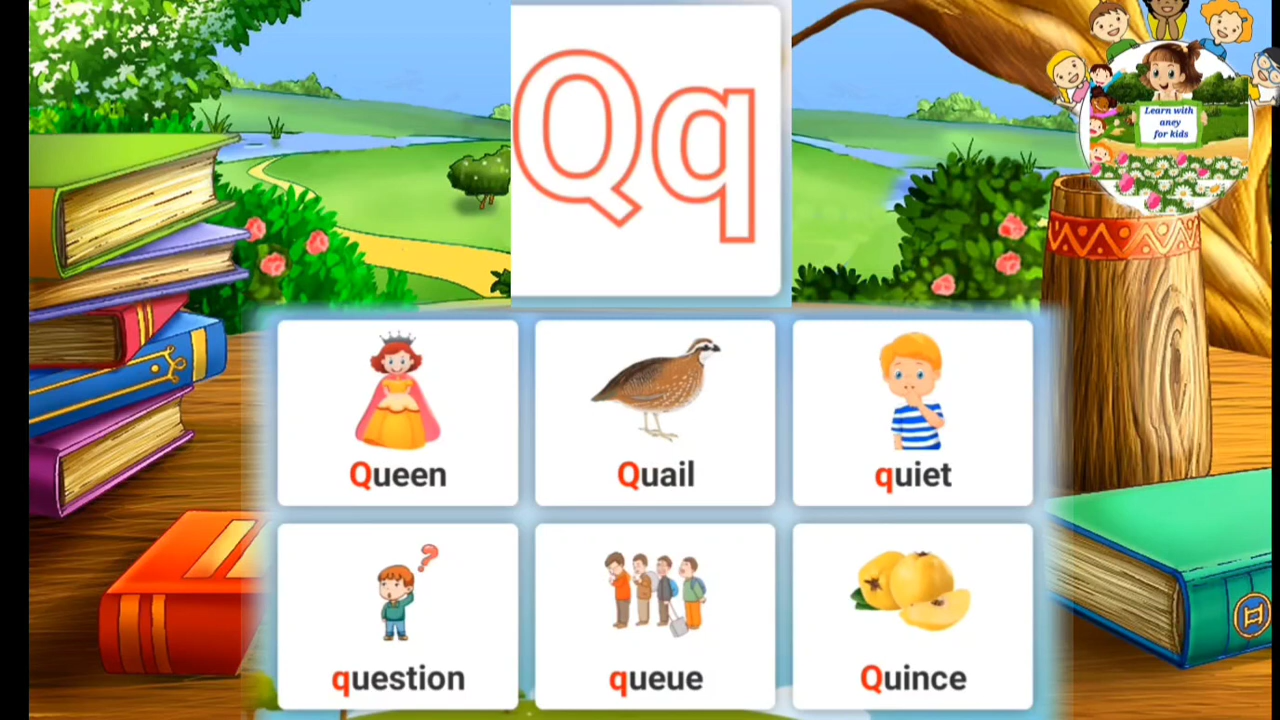 Qq
Learn with
aney
for kids
Queen
Quail
quiet
question
queue
Quince